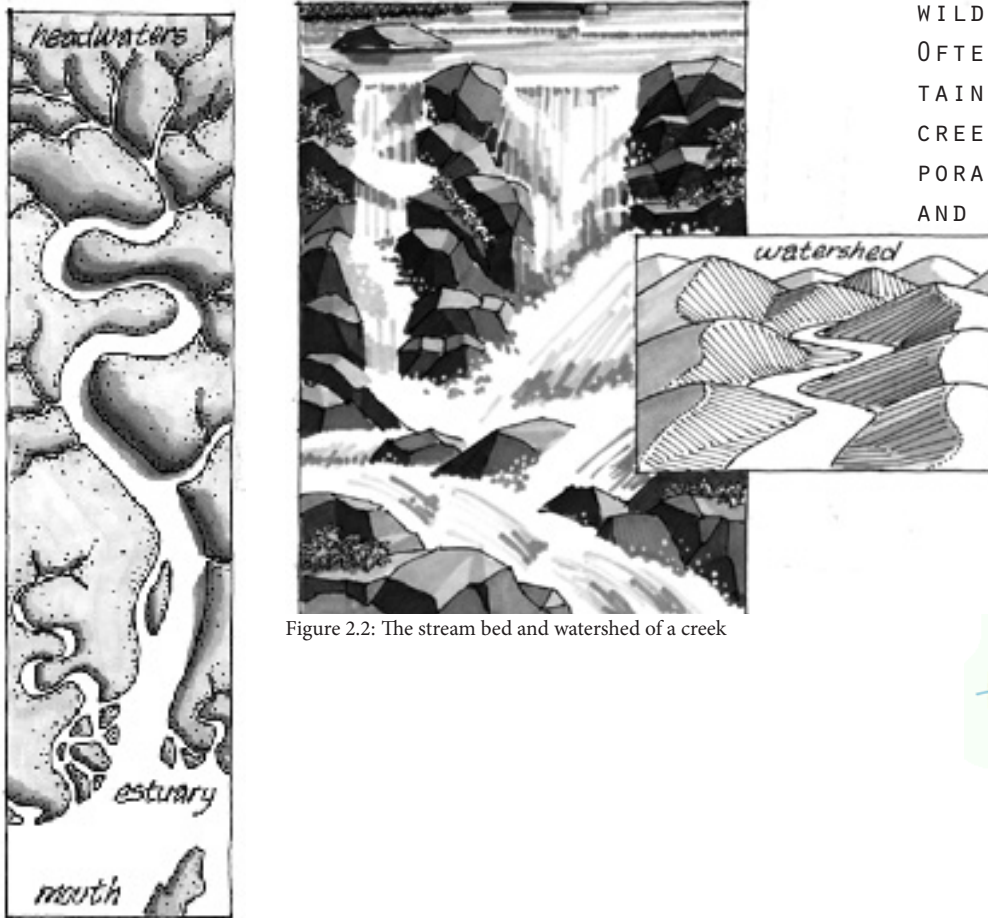 headwaters
estuary
mouth
WILD
OFTE
TAIN
CREE
PORA
AND
watershed
Figure 2.2: The stream bed and watershed of a creek